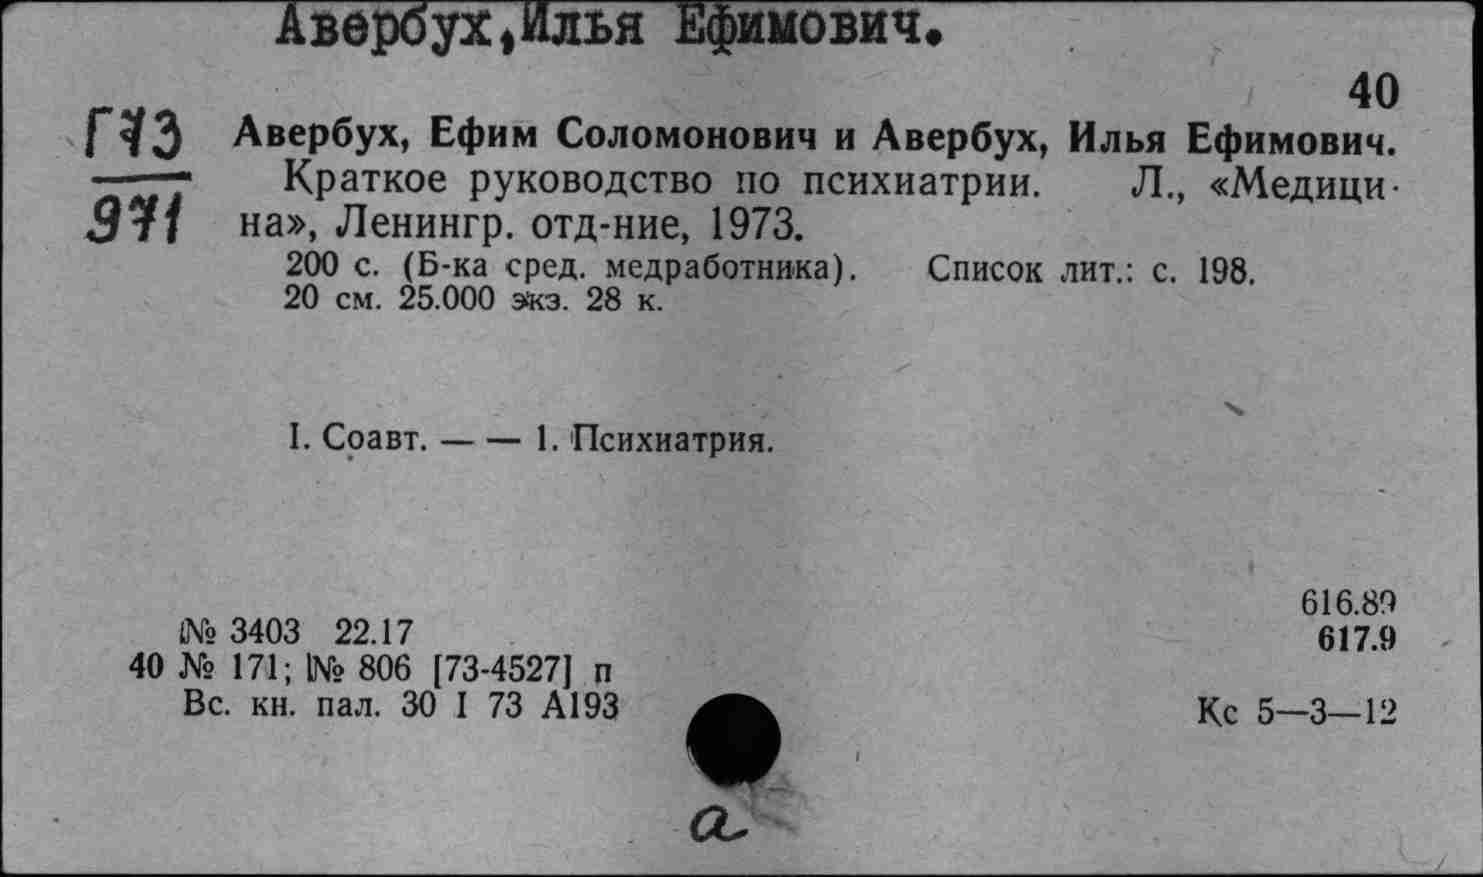 Авербух,Илья Ефимович.
40
Г73
971
Авербух, Ефим Соломонович и Авербух, Илья Ефимович.
Краткое руководство по психиатрии. Л., «Медици-
на», Ленингр. отд-ние, 1973.
200 с. (Б-ка сред. медработника). Список лит.: с. 198.
20 см. 25.000 экз. 28 к.
I. Соавт. — — 1. Психиатрия.
616.89
№ 3403 22.17
617.9
40 № 171; № 806 [73-4527] п
Вс. кн. пал. 30 I 73 А193
Кс 5—3—12
а